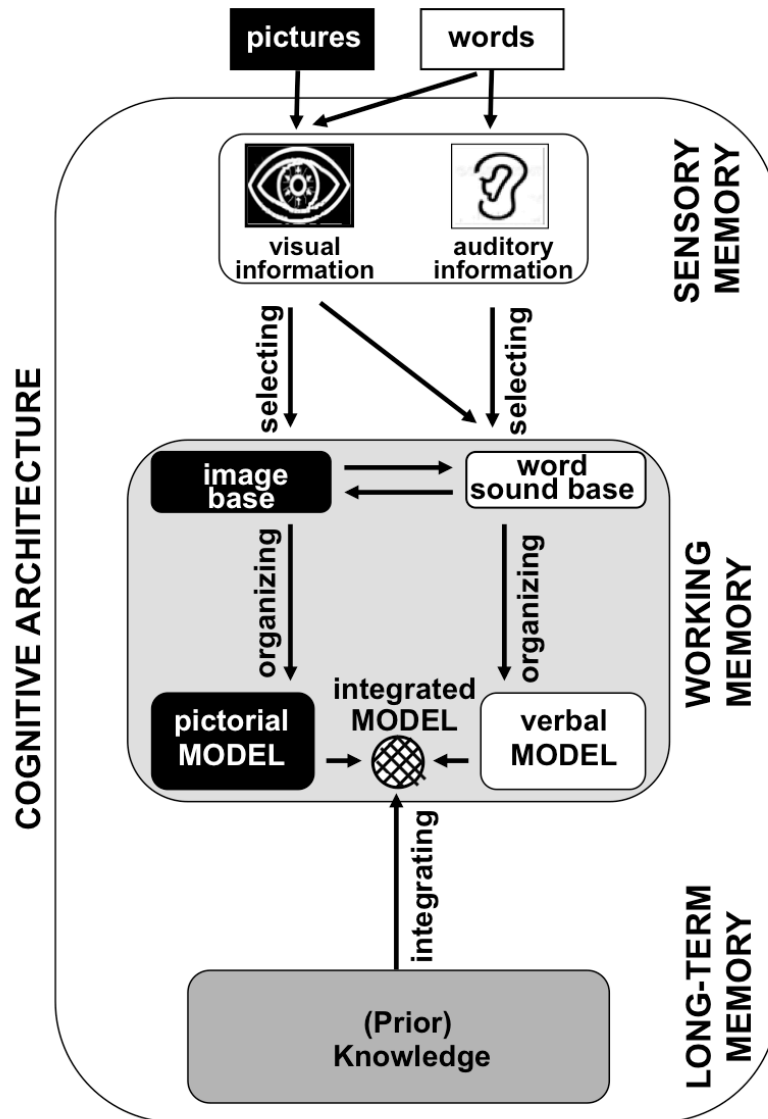 pictures
words
visual
information
auditory
information
SENSORY
MEMORY
selecting
selecting
COGNITIVE ARCHITECTURE
image
base
word
sound base
organizing
organizing
WORKING
MEMORY
integrated
MODEL
pictorial
MODEL
verbal
MODEL
integrating
LONG-TERM
MEMORY
(Prior)
Knowledge